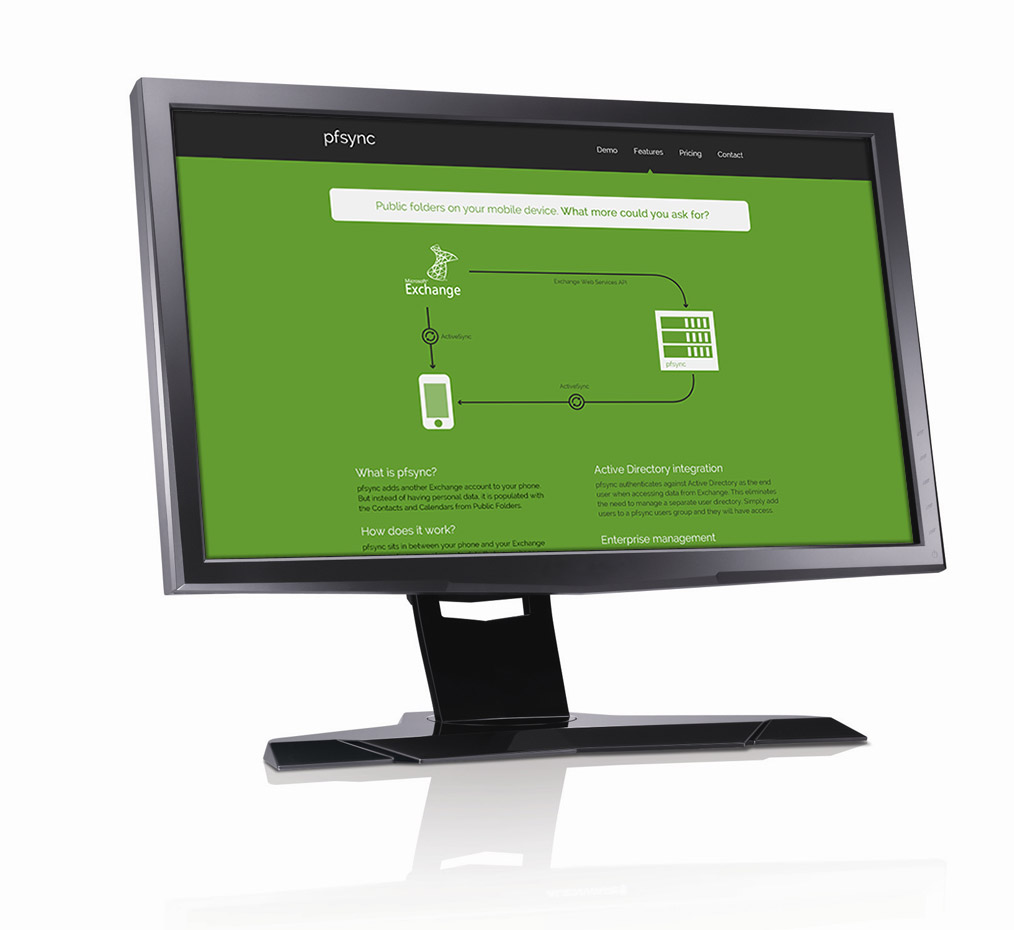 pfsync
Demo Features Pricing Contact
Public folders on your mobile device. What more could you ask for?
Microsoft
Exchange
Exchange Web Services API
ActiveSync
pfsync
ActiveSync
What is pfsync?
pfsync adds another Exchange account to your phone.
But instead of having personal data, it is populated with
the Contacts and Calendars from Public Folders.
How does it work?
pfsync sits in between your phone and your Exchange
Active Directory integration
pfsync authenticates against Active Directory as the end
user when accessing data from Exchange. This eliminates
the need to manage a separate user directory. Simply add
users to a pfsync users group and they will have access.
Enterprise management